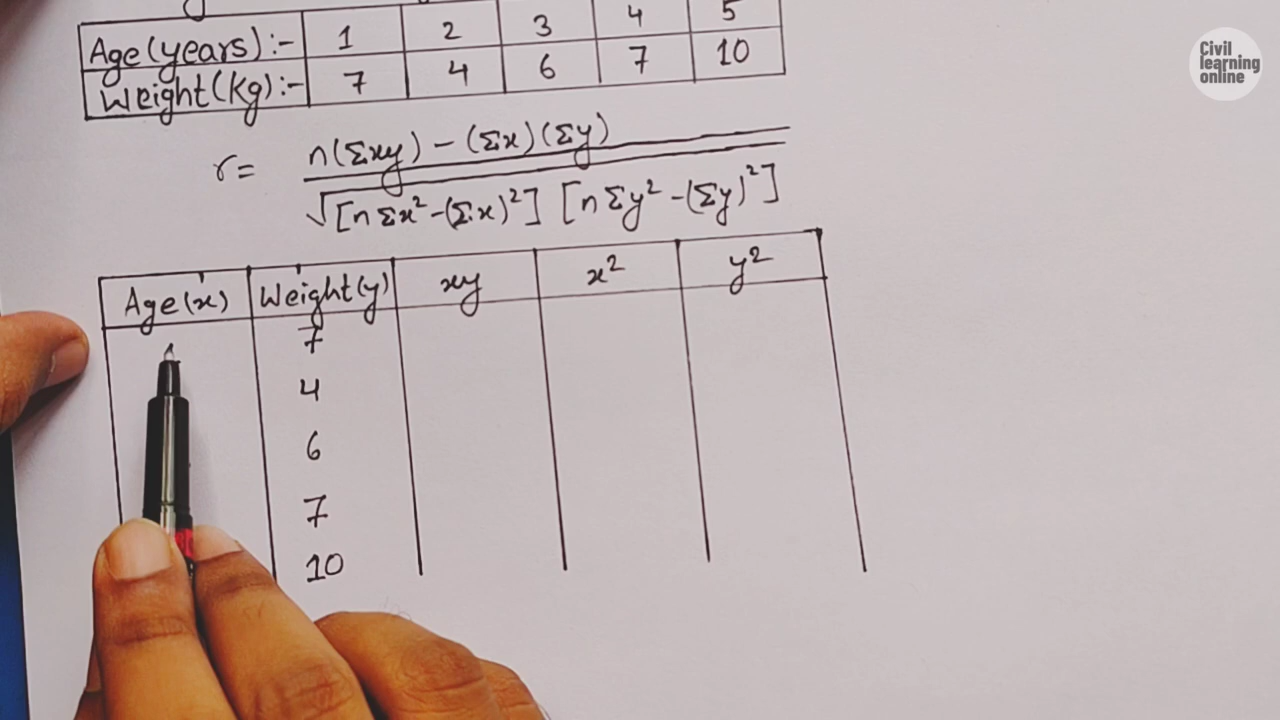 Age(years):- 1 2 3 4 5
Weight(Kg):- 7 4 6 7 10
r= n(Σxy) - (Σx)(Σy)
√[nΣx²-(Σx)²] [nΣy²-(Σy)²]
Age(x) Weight(y) xy x² y²
7
4
6
7
10
Civil
learning
online